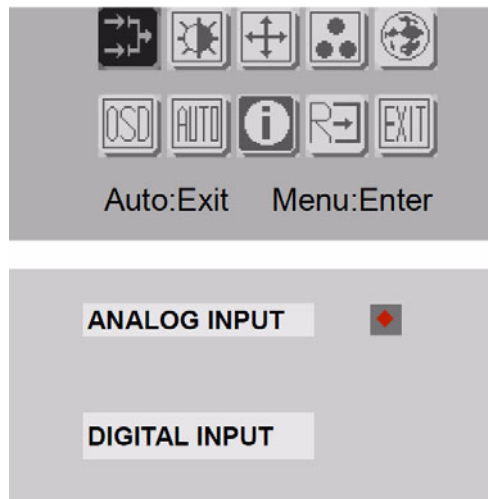 OSD AUTO i R EXIT
Auto:Exit Menu:Enter
ANALOG INPUT
DIGITAL INPUT